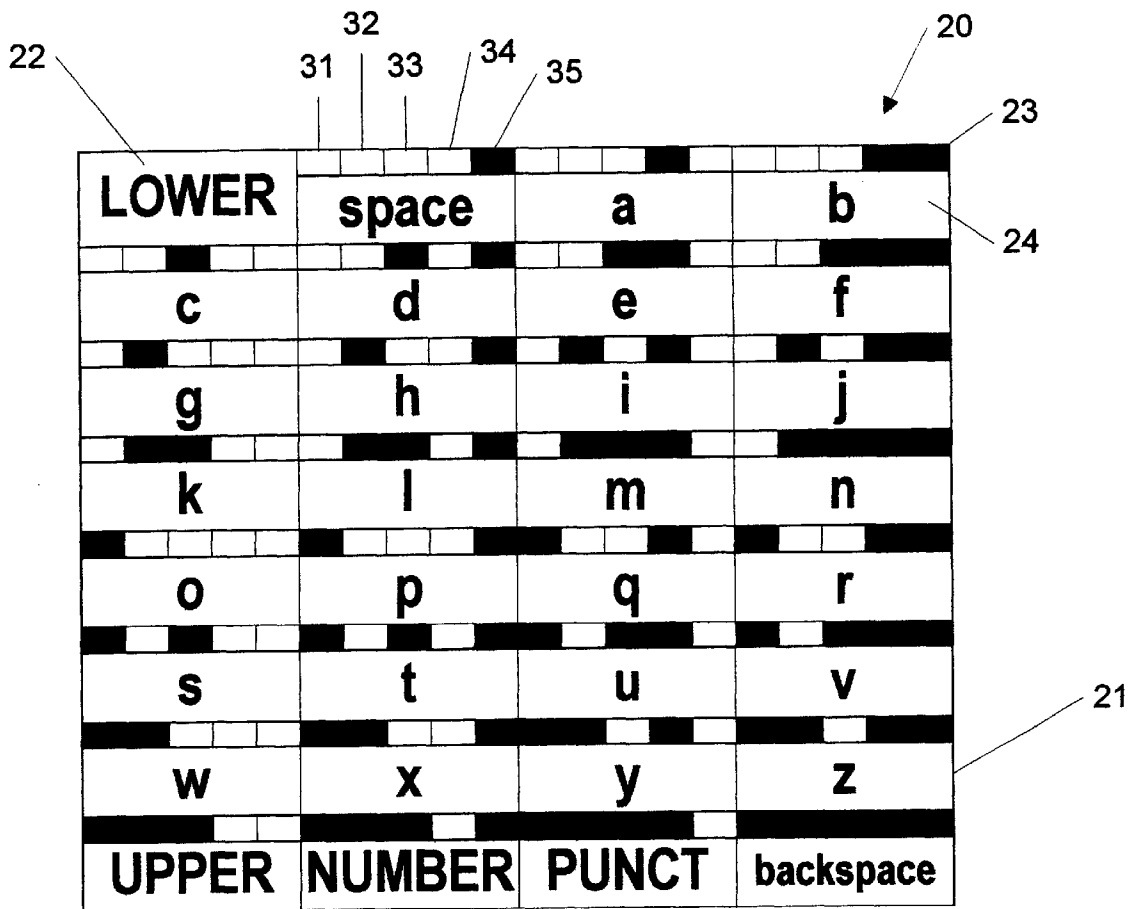 20
32
22 31 33 34 35
23
LOWER space a b
24
c d e f
g h i j
k l m n
o p q r
s t u v
21
w x y z
UPPER NUMBER PUNCT backspace